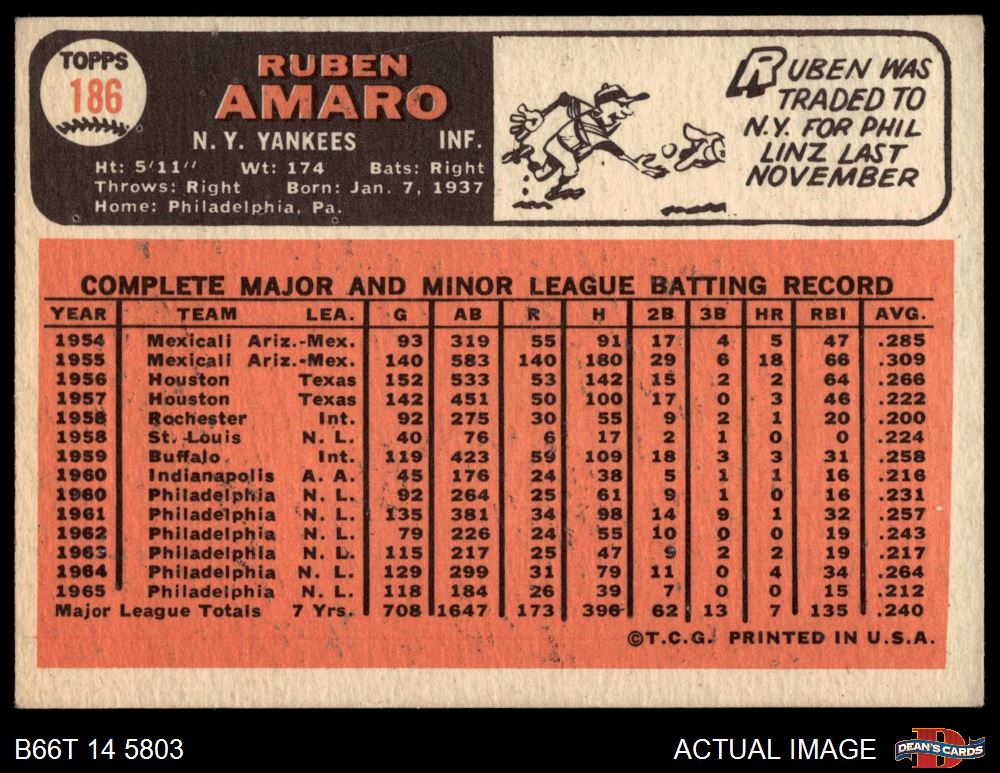 TOPPS
186
RUBEN
AMARO
N. Y. YANKEES INF.
Ht: 5'11" Wt: 174 Bats: Right
Throws: Right Born: Jan. 7, 1937
Home: Philadelphia, Pa.
RUBEN WAS
TRADED TO
N.Y. FOR PHIL
LINZ LAST
NOVEMBER
COMPLETE MAJOR AND MINOR LEAGUE BATTING RECORD
YEAR TEAM LEA. G AB R H 2B 3B HR RBI AVG.
1954 Mexicali Ariz.-Mex. 93 319 55 91 17 4 5 47 .285
1955 Mexicali Ariz.-Mex. 140 583 140 180 29 6 18 66 .309
1956 Houston Texas 152 533 53 142 15 2 2 64 .266
1957 Houston Texas 142 451 50 100 17 0 3 46 .222
1958 Rochester Int. 92 275 30 55 9 2 1 20 .200
1958 St. Louis N. L. 40 76 6 17 2 1 0 0 .224
1959 Buffalo Int. 119 423 59 109 18 3 3 31 .258
1960 Indianapolis A. A. 45 176 24 38 5 1 1 16 .216
1960 Philadelphia N. L. 92 264 25 61 9 1 0 16 .231
1961 Philadelphia N. L. 135 381 34 98 14 9 1 32 .257
1962 Philadelphia N. L. 79 226 24 55 10 0 0 19 .243
1963 Philadelphia N. L. 115 217 25 47 9 2 2 19 .217
1964 Philadelphia N. L. 129 299 31 79 11 0 4 34 .264
1965 Philadelphia N. L. 118 184 26 39 7 0 0 15 .212
Major League Totals 7 Yrs. 708 1647 173 396 62 13 7 135 .240
©T.C.G. PRINTED IN U.S.A.
B66T 14 5803
ACTUAL IMAGE
D
DEAN'S CARDS